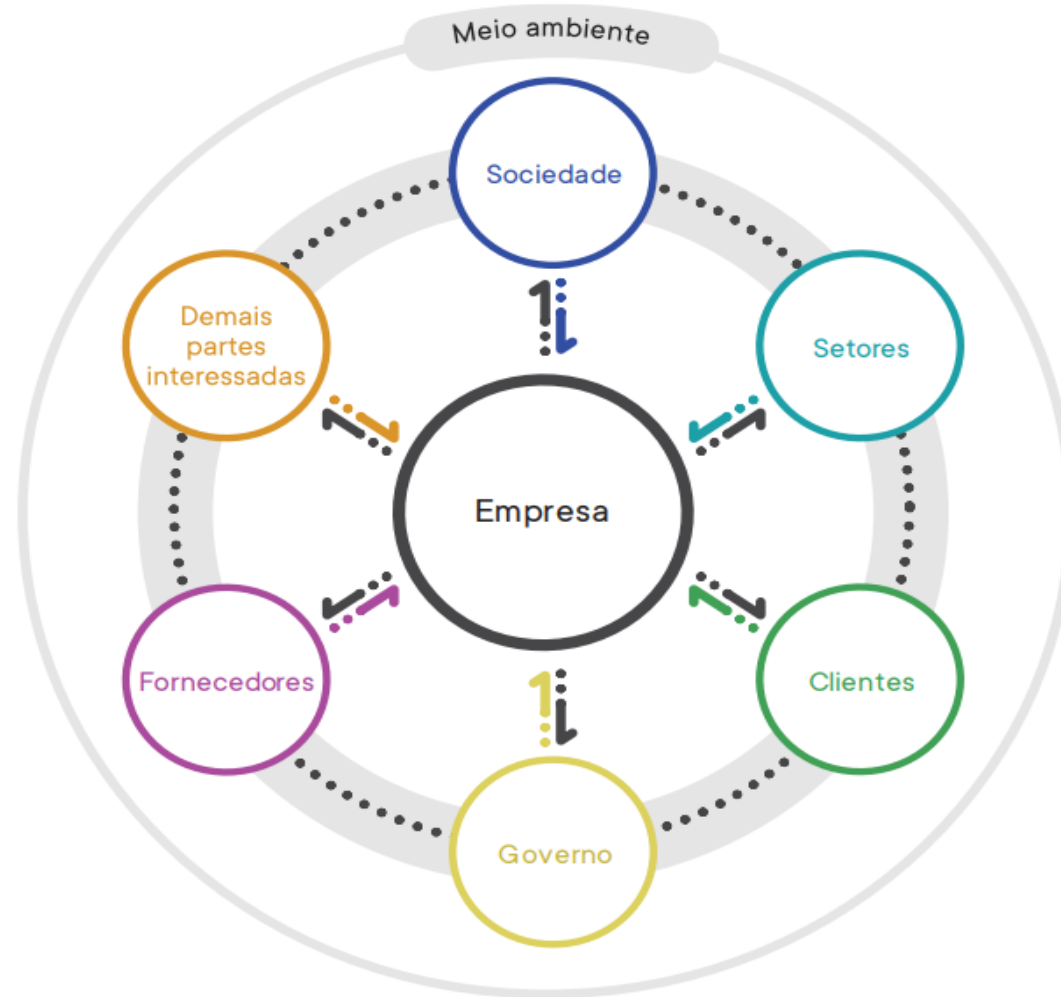 Meio ambiente
Sociedade
Demais
partes
interessadas
Setores
Empresa
Fornecedores
Clientes
Governo